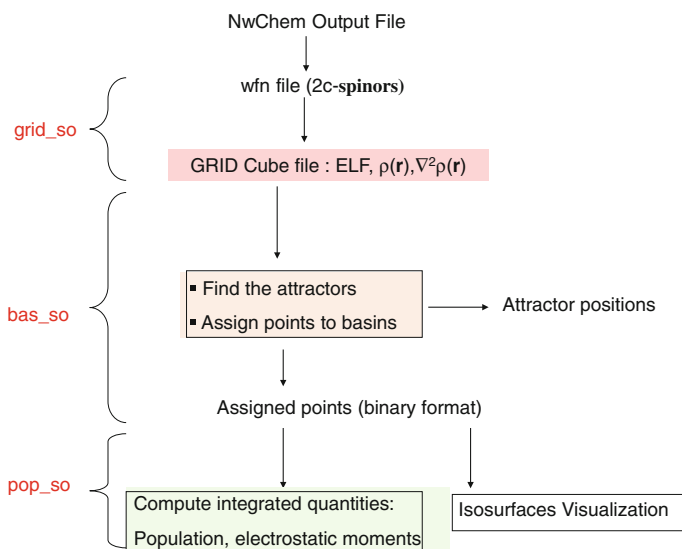 NwChem Output File
wfn file (2c-spinors)
grid_so
GRID Cube file : ELF, ρ(r),∇²ρ(r)
▪ Find the attractors
▪ Assign points to basins
Attractor positions
bas_so
Assigned points (binary format)
pop_so
Compute integrated quantities:
Population, electrostatic moments
Isosurfaces Visualization